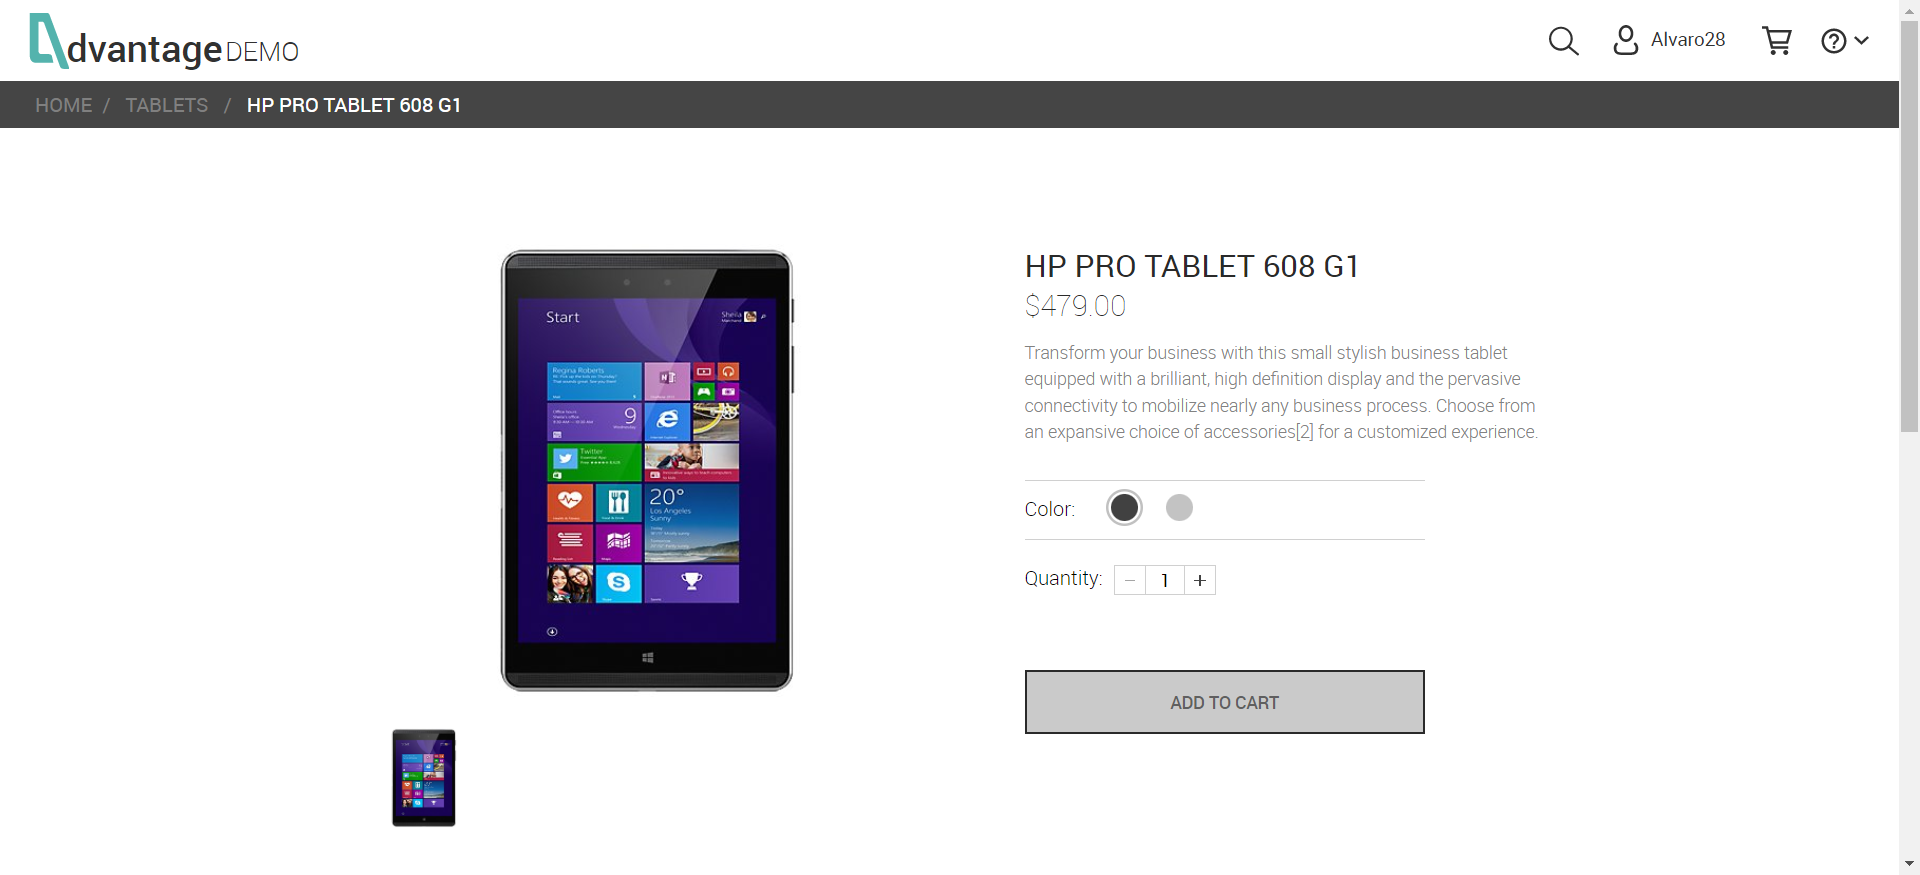 dvantage DEMO
Alvaro28
HOME / TABLETS / HP PRO TABLET 608 G1
Start
Sheila
Regina Roberts
9
Wednesday
Twitter
20°
Los Angeles
Sunny
HP PRO TABLET 608 G1
$479.00
Transform your business with this small stylish business tablet
equipped with a brilliant, high definition display and the pervasive
connectivity to mobilize nearly any business process. Choose from
an expansive choice of accessories[2] for a customized experience.
Color:
Quantity: − 1 +
ADD TO CART